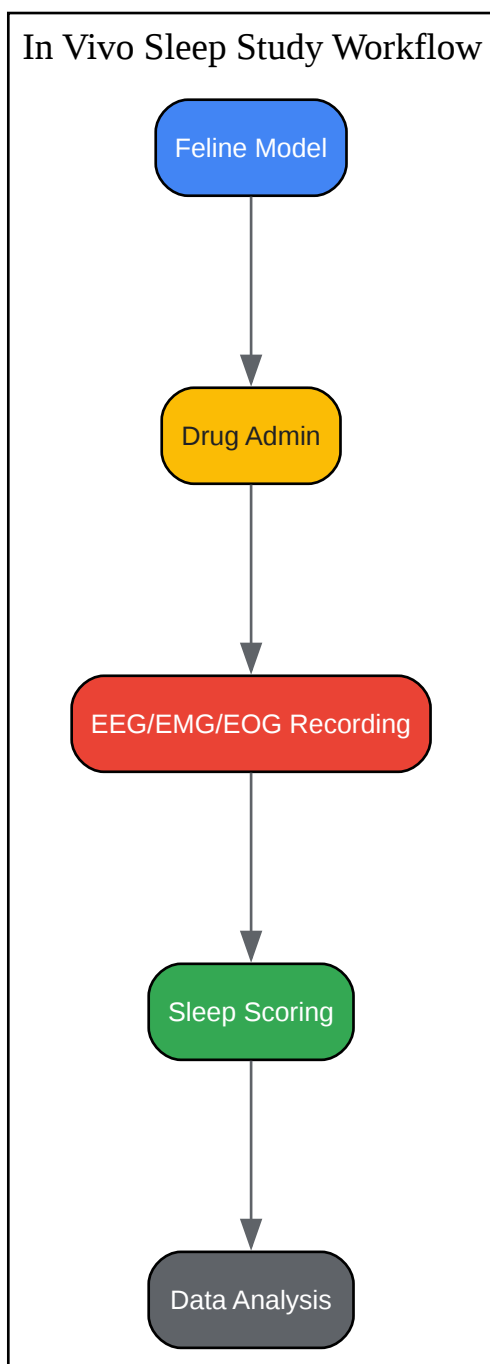 In Vivo Sleep Study Workflow
Feline Model
Drug Admin
EEG/EMG/EOG Recording
Sleep Scoring
Data Analysis